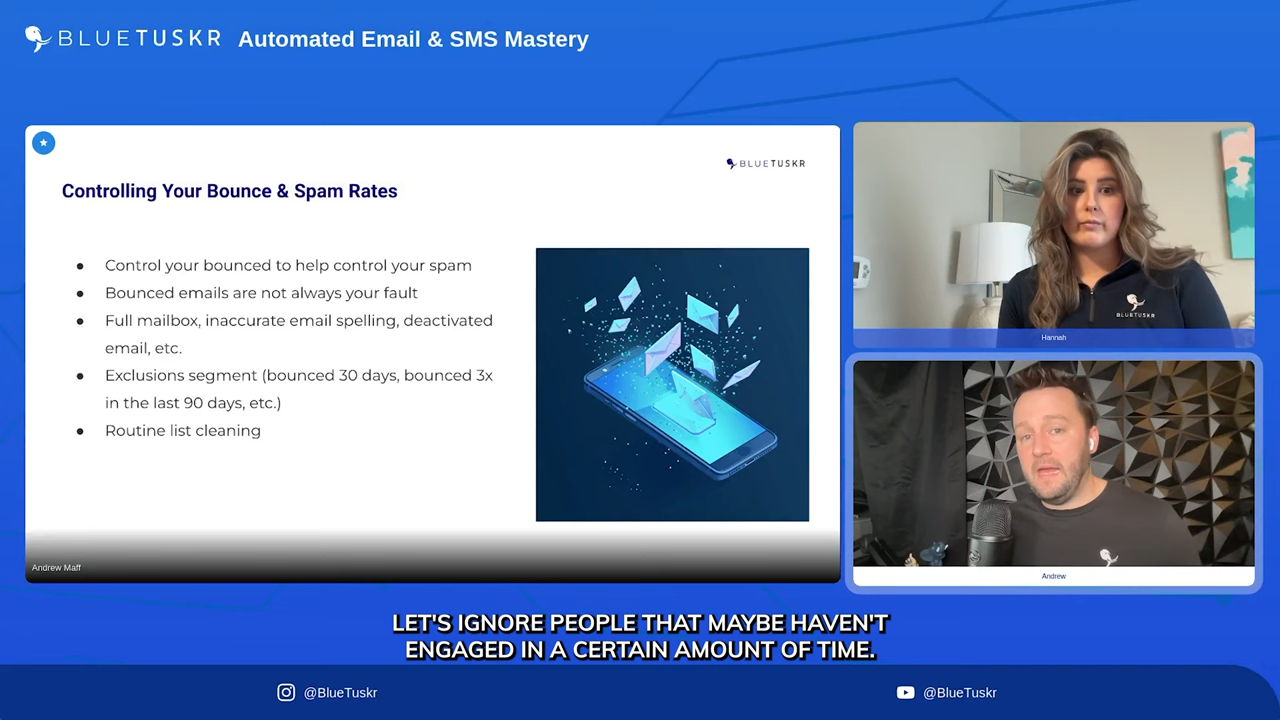 BLUETUSKR Automated Email & SMS Mastery
BLUETUSKR
Controlling Your Bounce & Spam Rates
● Control your bounced to help control your spam
● Bounced emails are not always your fault
● Full mailbox, inaccurate email spelling, deactivated
email, etc.
● Exclusions segment (bounced 30 days, bounced 3x
in the last 90 days, etc.)
● Routine list cleaning
Andrew Maff
BLUETUSKR
Hannah
Andrew
LET'S IGNORE PEOPLE THAT MAYBE HAVEN'T
ENGAGED IN A CERTAIN AMOUNT OF TIME.
@BlueTuskr
@BlueTuskr